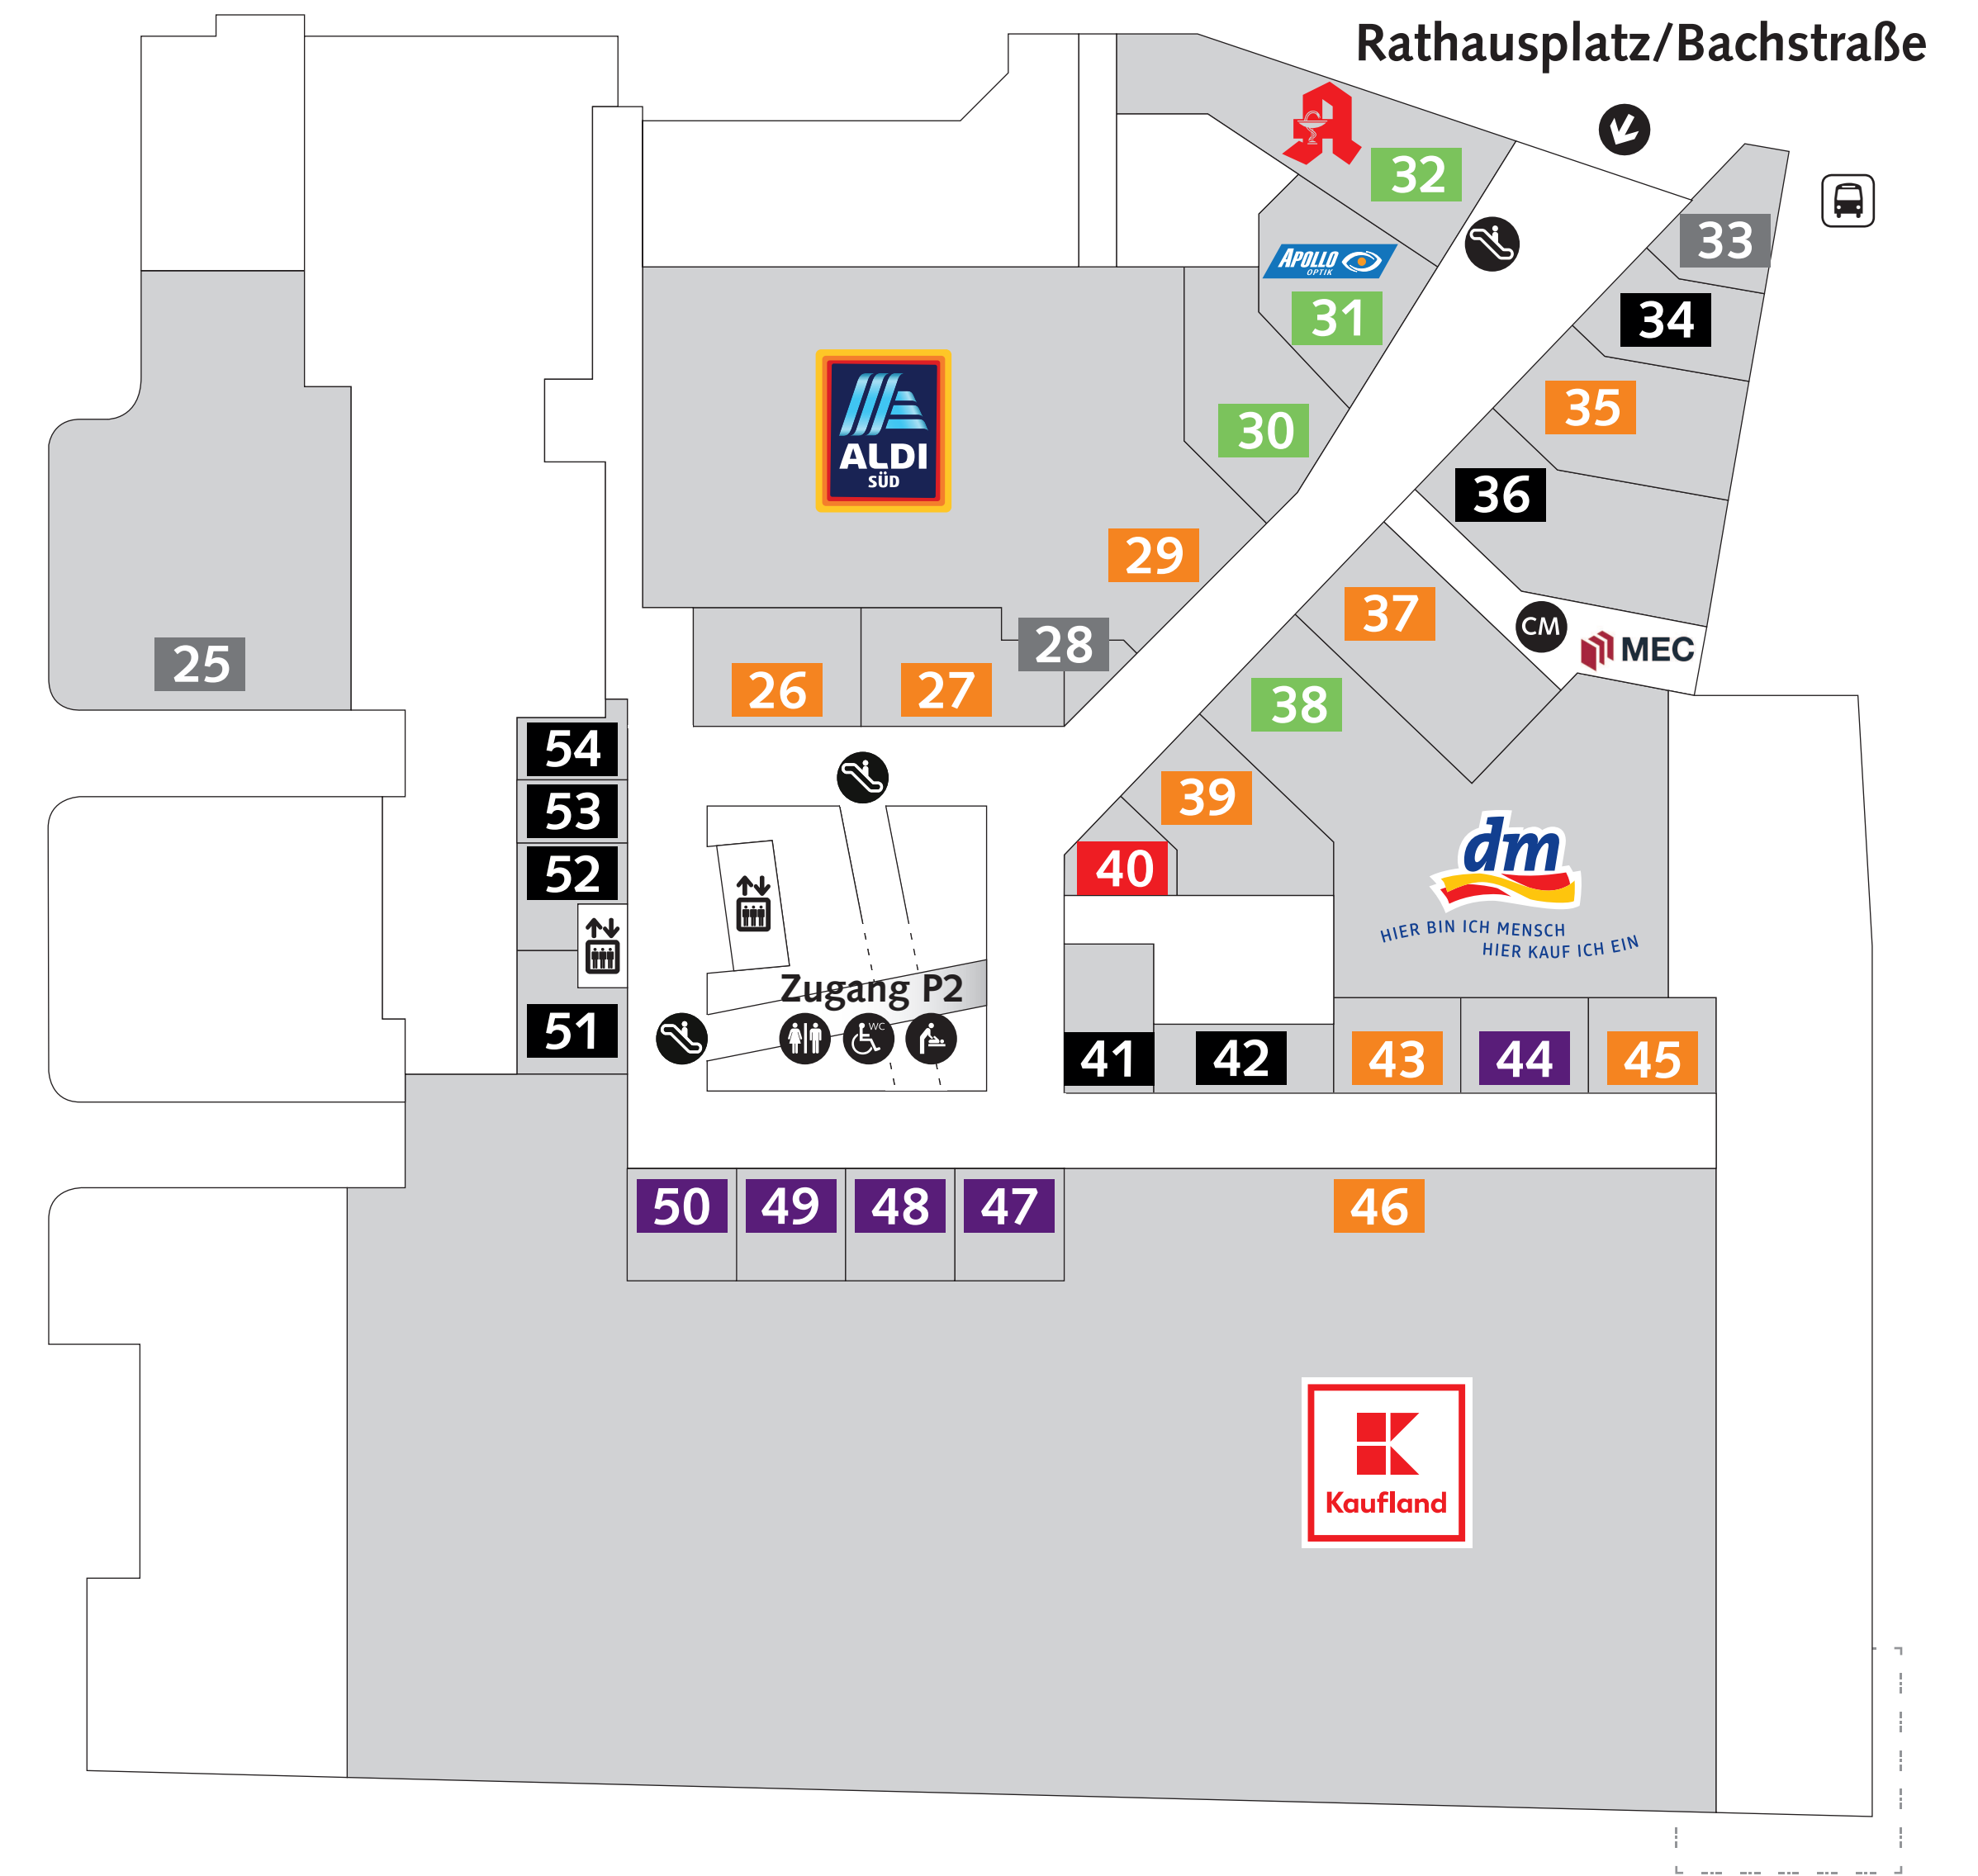 Rathausplatz/Bachstraße
32
33
APOLLO
OPTIK
31
34
35
30
ALDI
SÜD
36
29
37
CM
MEC
28
25
26
27
38
54
53
39
52
40
dm
HIER BIN ICH MENSCH
HIER KAUF ICH EIN
Zugang P2
WC
51
41
42
43
44
45
50
49
48
47
46
Kaufland